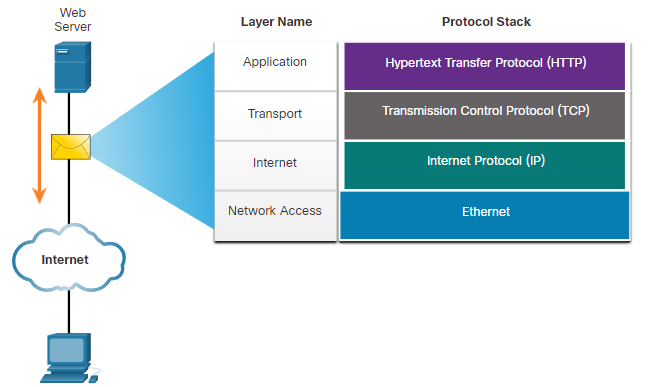 Web
Server
Layer Name
Protocol Stack
Application
Hypertext Transfer Protocol (HTTP)
Transport
Transmission Control Protocol (TCP)
Internet
Internet Protocol (IP)
Network Access
Ethernet
Internet